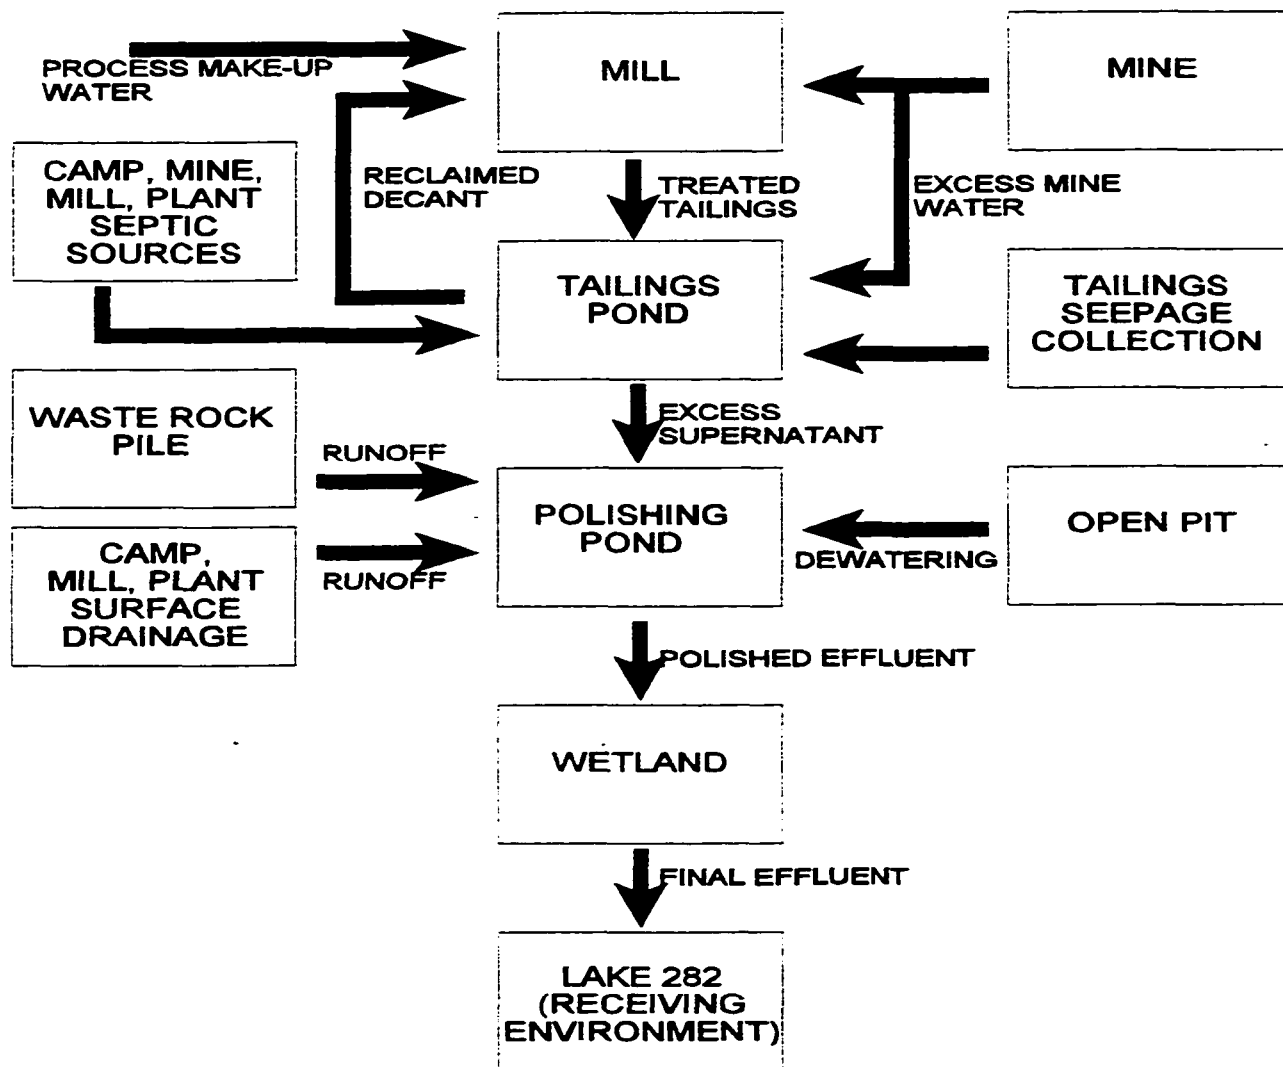 MILL
MINE
PROCESS MAKE-UP
WATER
CAMP, MINE,
MILL, PLANT
SEPTIC
SOURCES
RECLAIMED
DECANT
TREATED
TAILINGS
EXCESS MINE
WATER
TAILINGS
POND
TAILINGS
SEEPAGE
COLLECTION
WASTE ROCK
PILE
RUNOFF
EXCESS
SUPERNATANT
POLISHING
POND
OPEN PIT
DEWATERING
CAMP,
MILL, PLANT
SURFACE
DRAINAGE
RUNOFF
POLISHED EFFLUENT
WETLAND
FINAL EFFLUENT
LAKE 282
(RECEIVING
ENVIRONMENT)